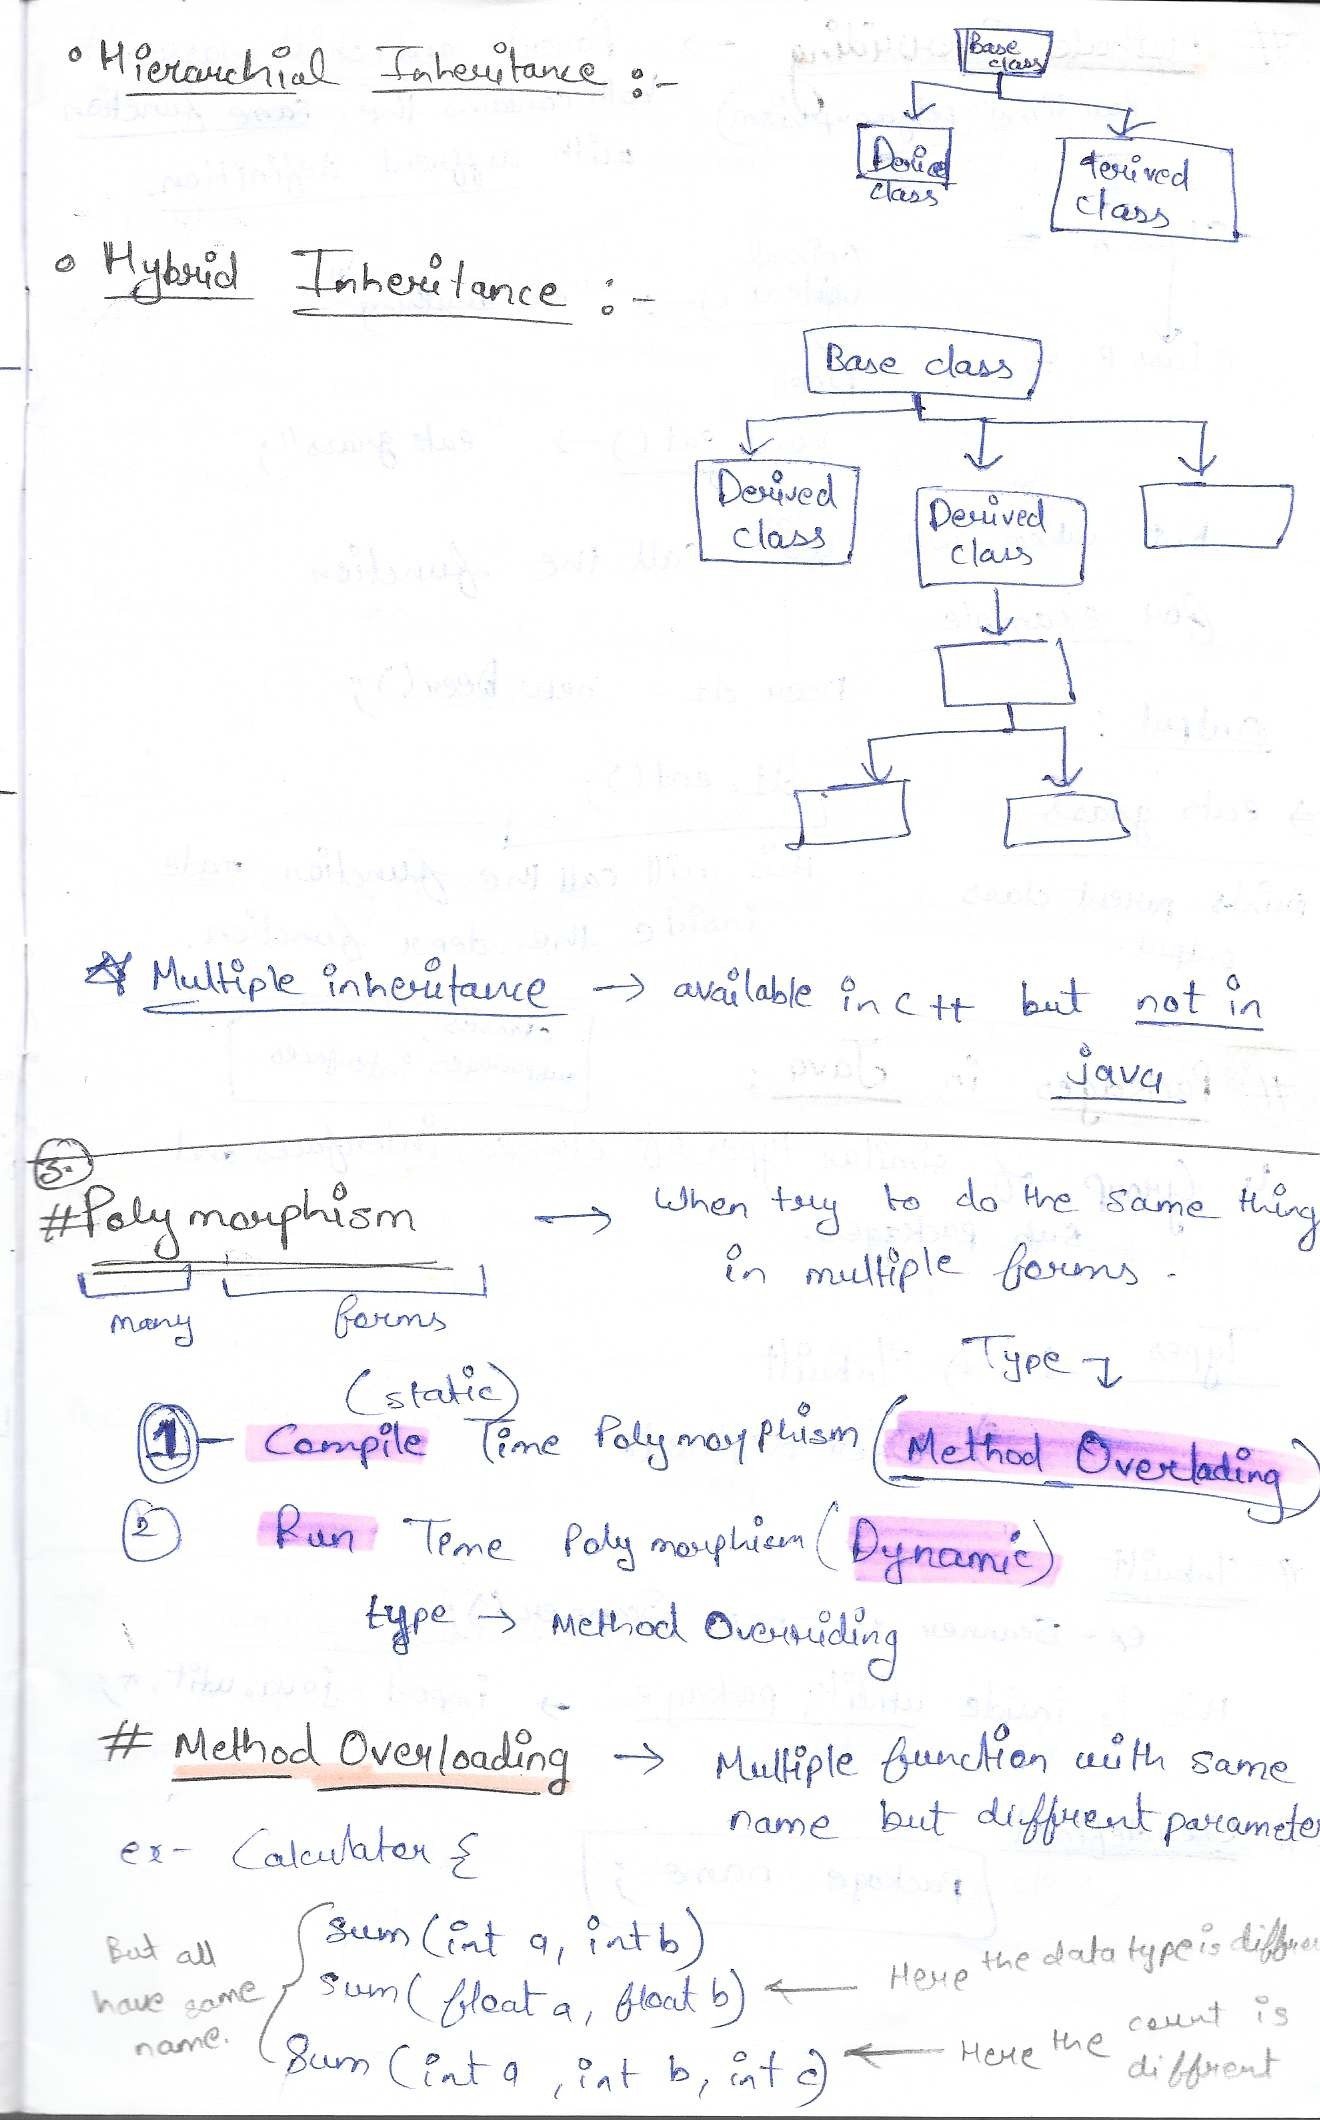 • Hierarchial Inheritance :-
Base class
Deried class
derived class
• Hybrid Inheritance :-
Base class
Derived class
Derived class
Multiple inheritance → available in C++ but not in
java.
3.
# Polymorphism → When try to do the same thing
in multiple forms.
many forms
Type ↴
(static)
1 - Compile Time Polymorphism (Method Overlading)
2 Run Time Polymorphism (Dynamic)
type → Method Overriding
# Method Overloading → Multiple function with same
name but diffrent parameter
ex- Calculator {
But all have same name.
sum (int a, int b)
sum (float a, float b) ← Here the data type is
Sum (int a, int b, int c) ← Here the count is diffrent